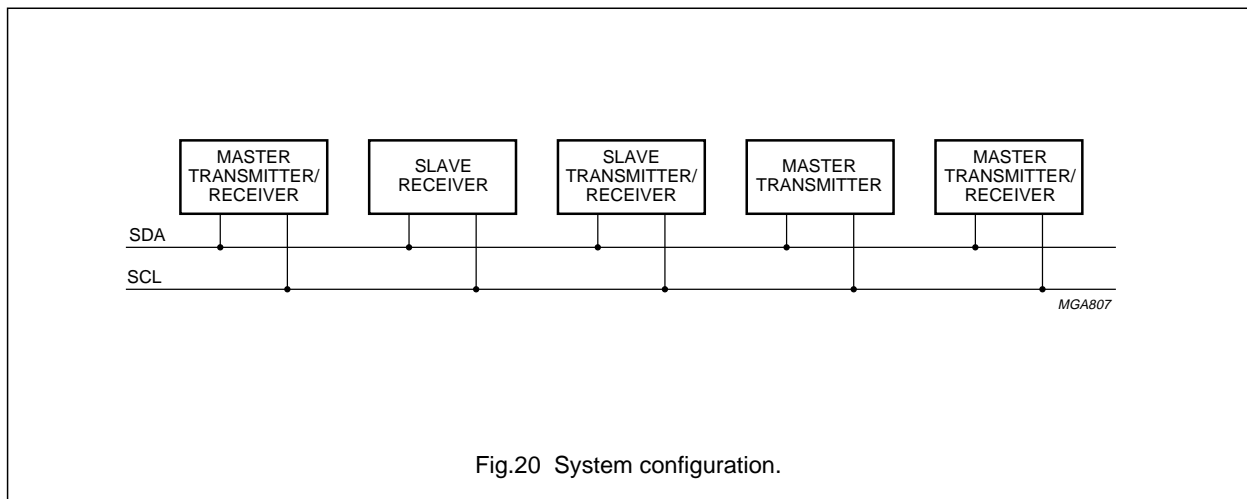 MASTER
TRANSMITTER/
RECEIVER
SLAVE
RECEIVER
SLAVE
TRANSMITTER/
RECEIVER
MASTER
TRANSMITTER
MASTER
TRANSMITTER/
RECEIVER
SDA
SCL
MGA807
Fig.20 System configuration.